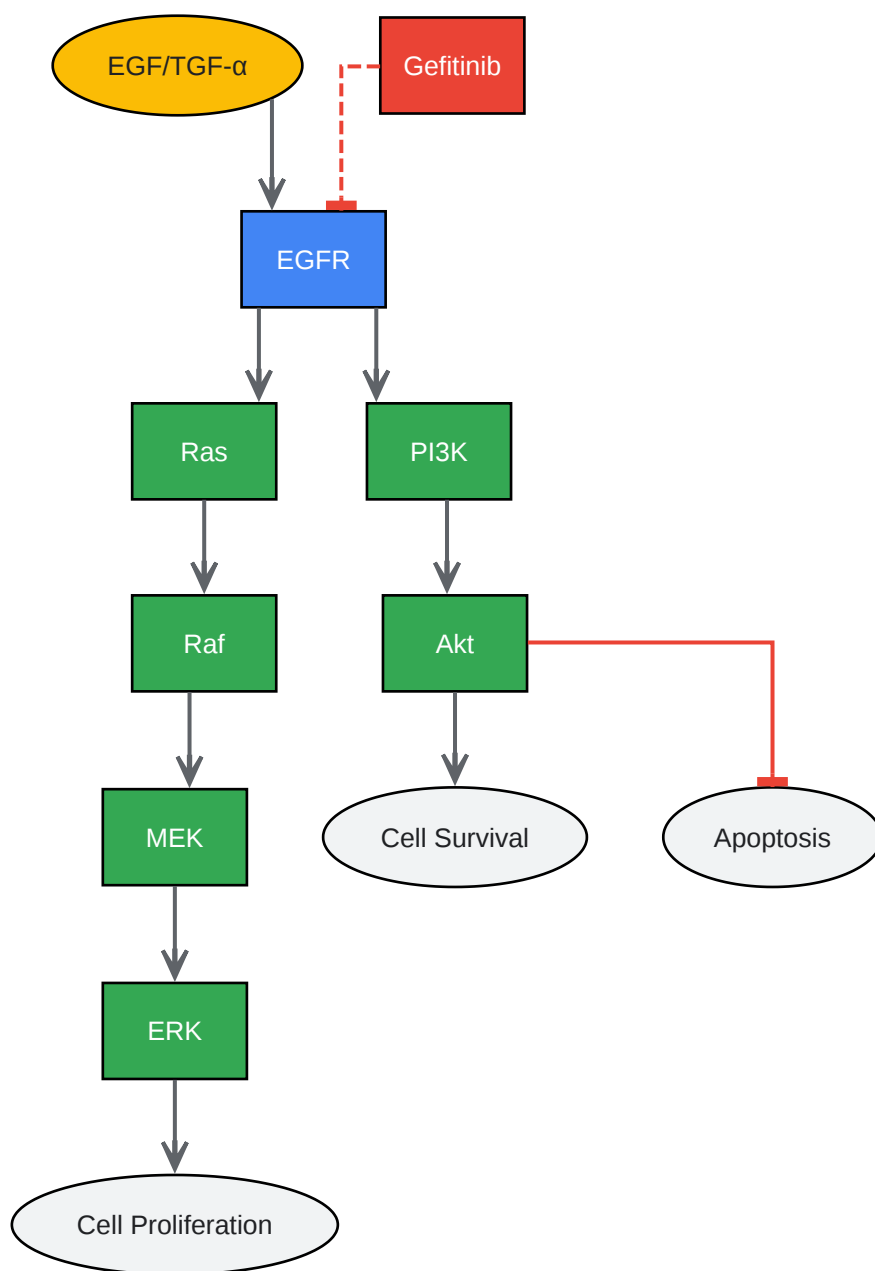 EGF/TGF-α
Gefitinib
EGFR
Ras
PI3K
Raf
Akt
MEK
Cell Survival
Apoptosis
ERK
Cell Proliferation